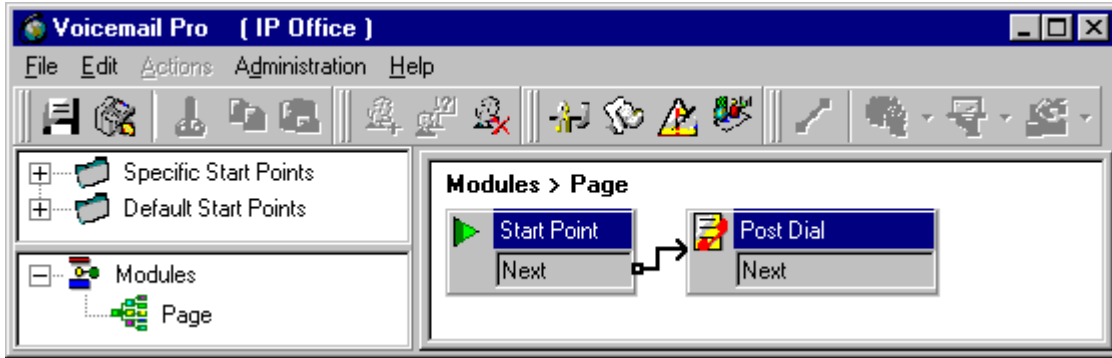 Voicemail Pro ( IP Office )
File Edit Actions Administration Help
Specific Start Points
Default Start Points
Modules
Page
Modules > Page
Start Point
Next
Post Dial
Next